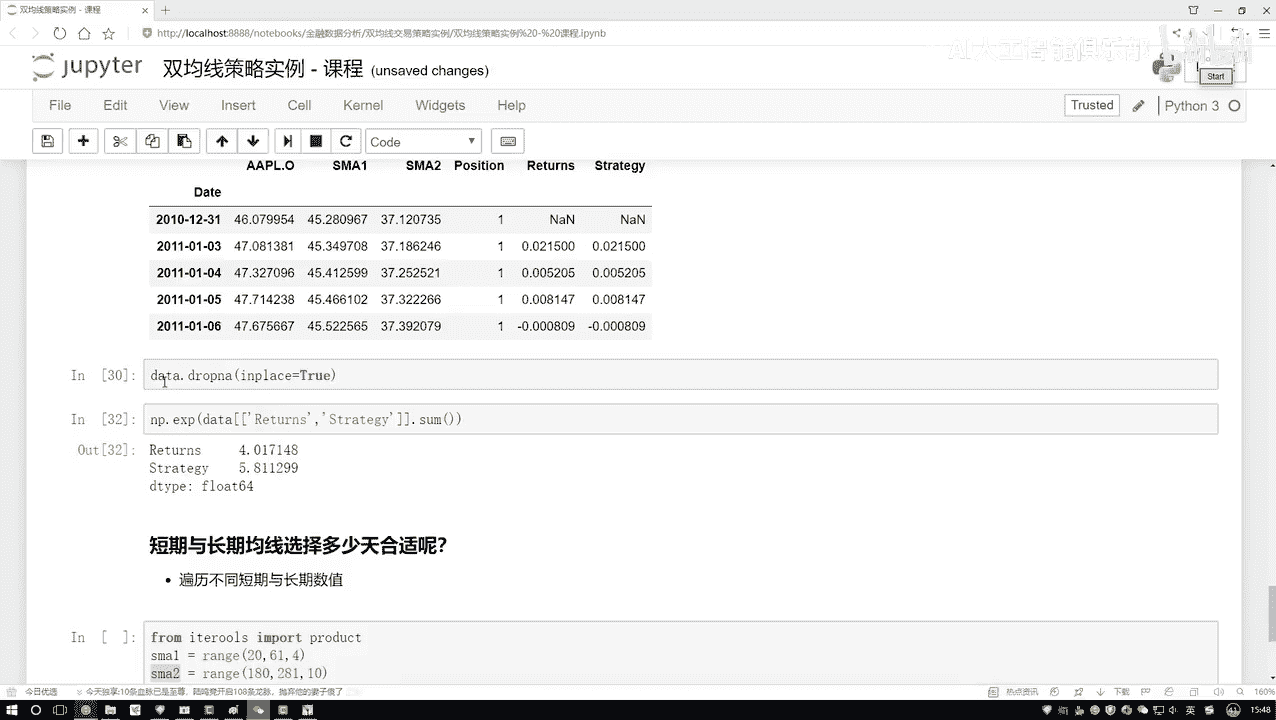 双均线策略实例 - 课程
http://localhost:8888/notebooks/金融数据分析/双均线交易策略实例/双均线策略实例%20-%20课程.ipynb
jupyter 双均线策略实例 - 课程 (unsaved changes)
Start
File Edit View Insert Cell Kernel Widgets Help
Trusted Python 3
Code
AAPL.O SMA1 SMA2 Position Returns Strategy
Date
2010-12-31 46.079954 45.280967 37.120735 1 NaN NaN
2011-01-03 47.081381 45.349708 37.186246 1 0.021500 0.021500
2011-01-04 47.327096 45.412599 37.252521 1 0.005205 0.005205
2011-01-05 47.714238 45.466102 37.322266 1 0.008147 0.008147
2011-01-06 47.675667 45.522565 37.392079 1 -0.000809 -0.000809
In [30]: data.dropna(inplace=True)
In [32]: np.exp(data[['Returns','Strategy']].sum())
Out[32]: Returns 4.017148
Strategy 5.811299
dtype: float64
短期与长期均线选择多少天合适呢?
• 遍历不同短期与长期数值
In [ ]: from iterools import product
sma1 = range(20,61,4)
sma2 = range(180,281,10)
今日优选 今天独享:10条血脉已是至尊，陆鸣竟开启108条龙脉，抛弃他的妻子傻了
热点资讯 下载 160%
英 15:48